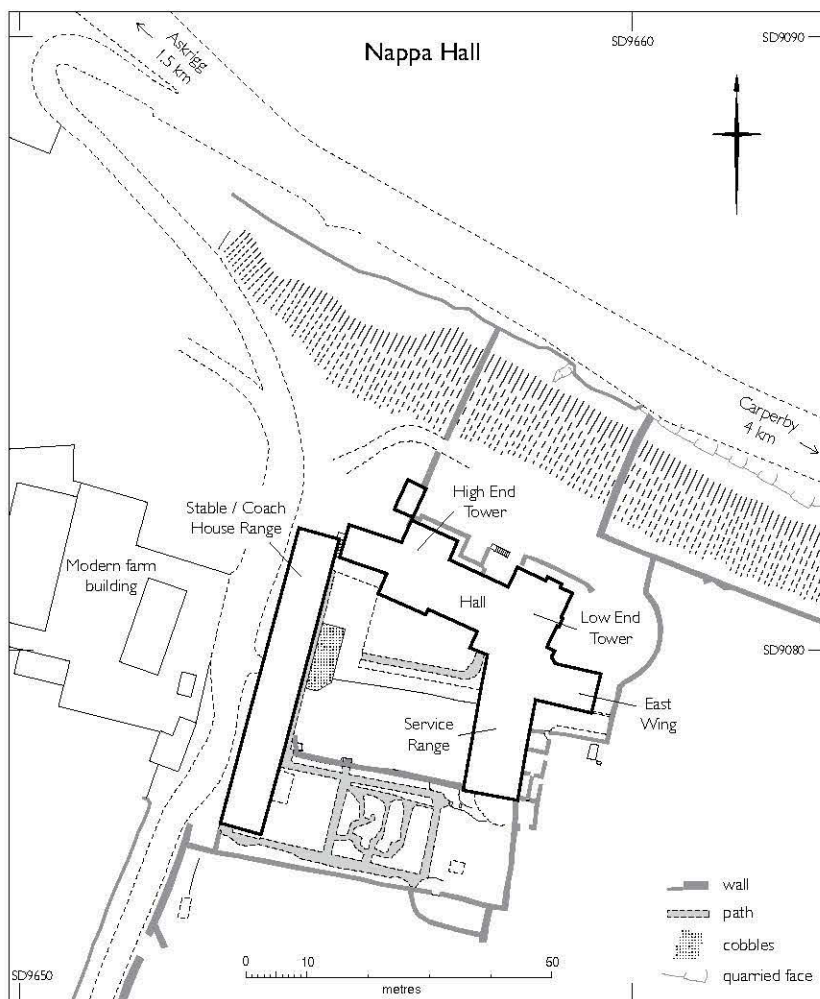 Nappa Hall
SD9660
SD9090
Askrigg
1.5 km
Carperby
4 km
High End
Tower
Stable / Coach
House Range
Modern farm
building
Hall
Low End
Tower
SD9080
East
Wing
Service
Range
wall
path
cobbles
quarried face
SD9650
0 10 50
metres